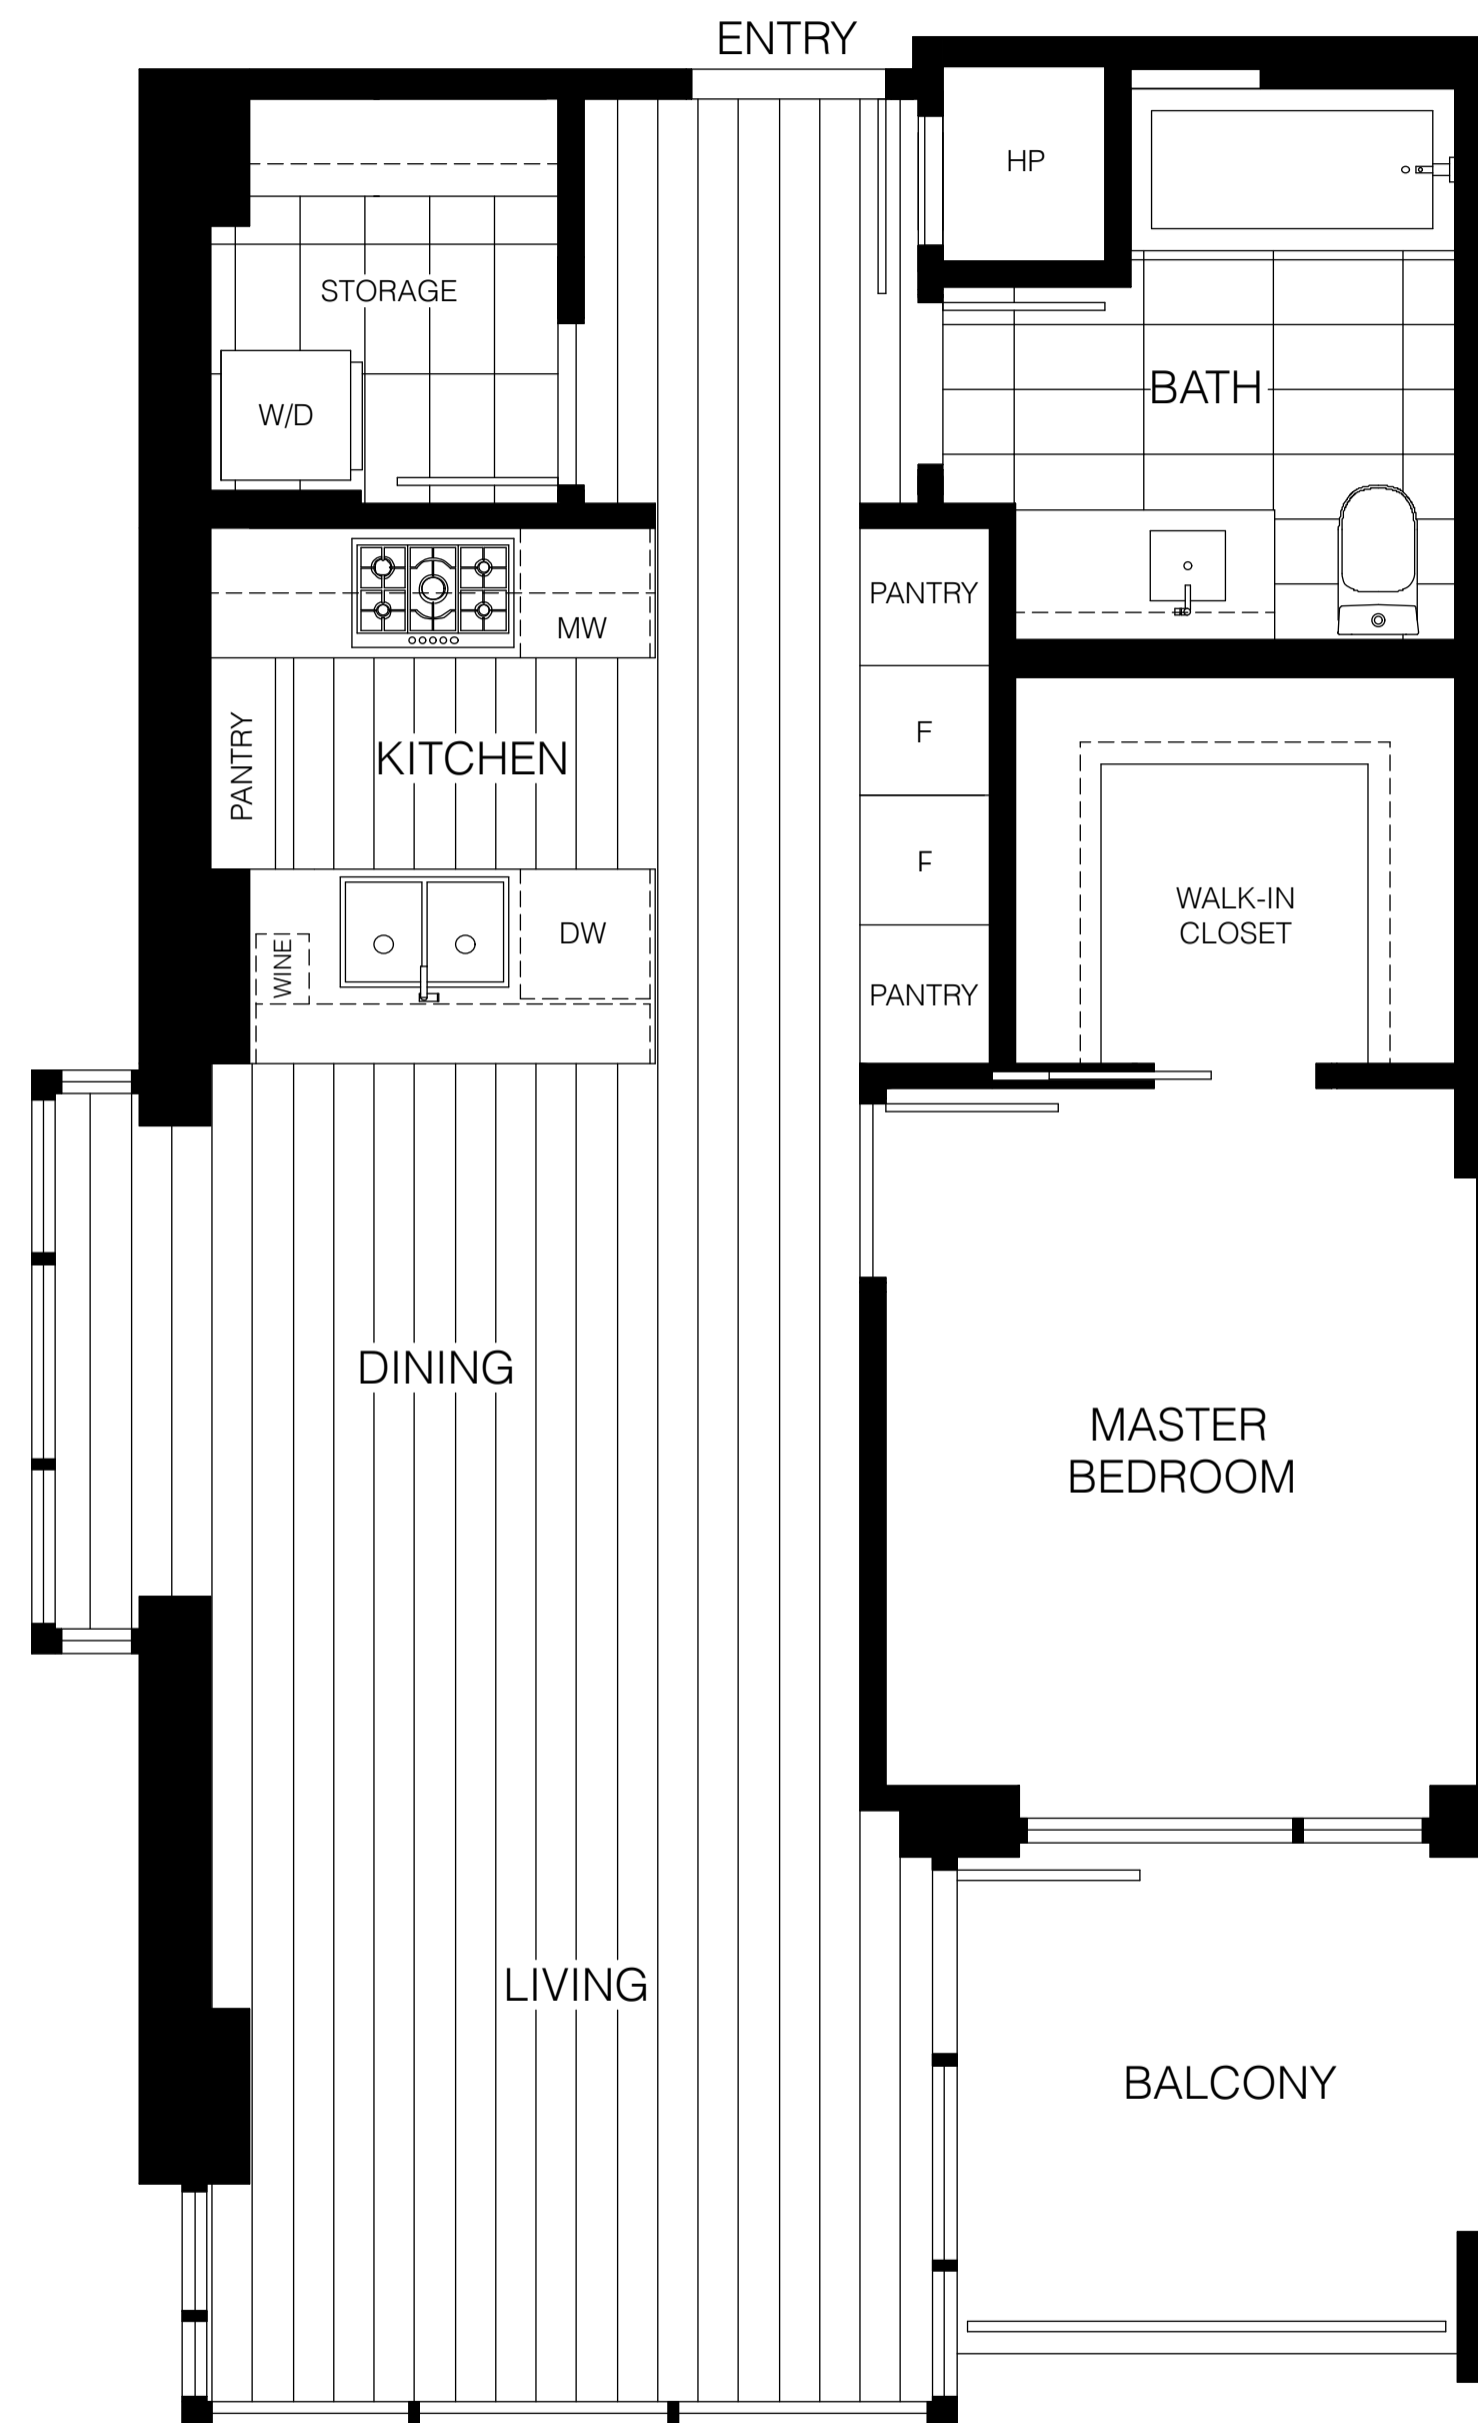 ENTRY
HP
STORAGE
W/D
BATH
PANTRY
MW
F
PANTRY
KITCHEN
F
WALK-IN
CLOSET
WINE
DW
PANTRY
DINING
MASTER
BEDROOM
LIVING
BALCONY